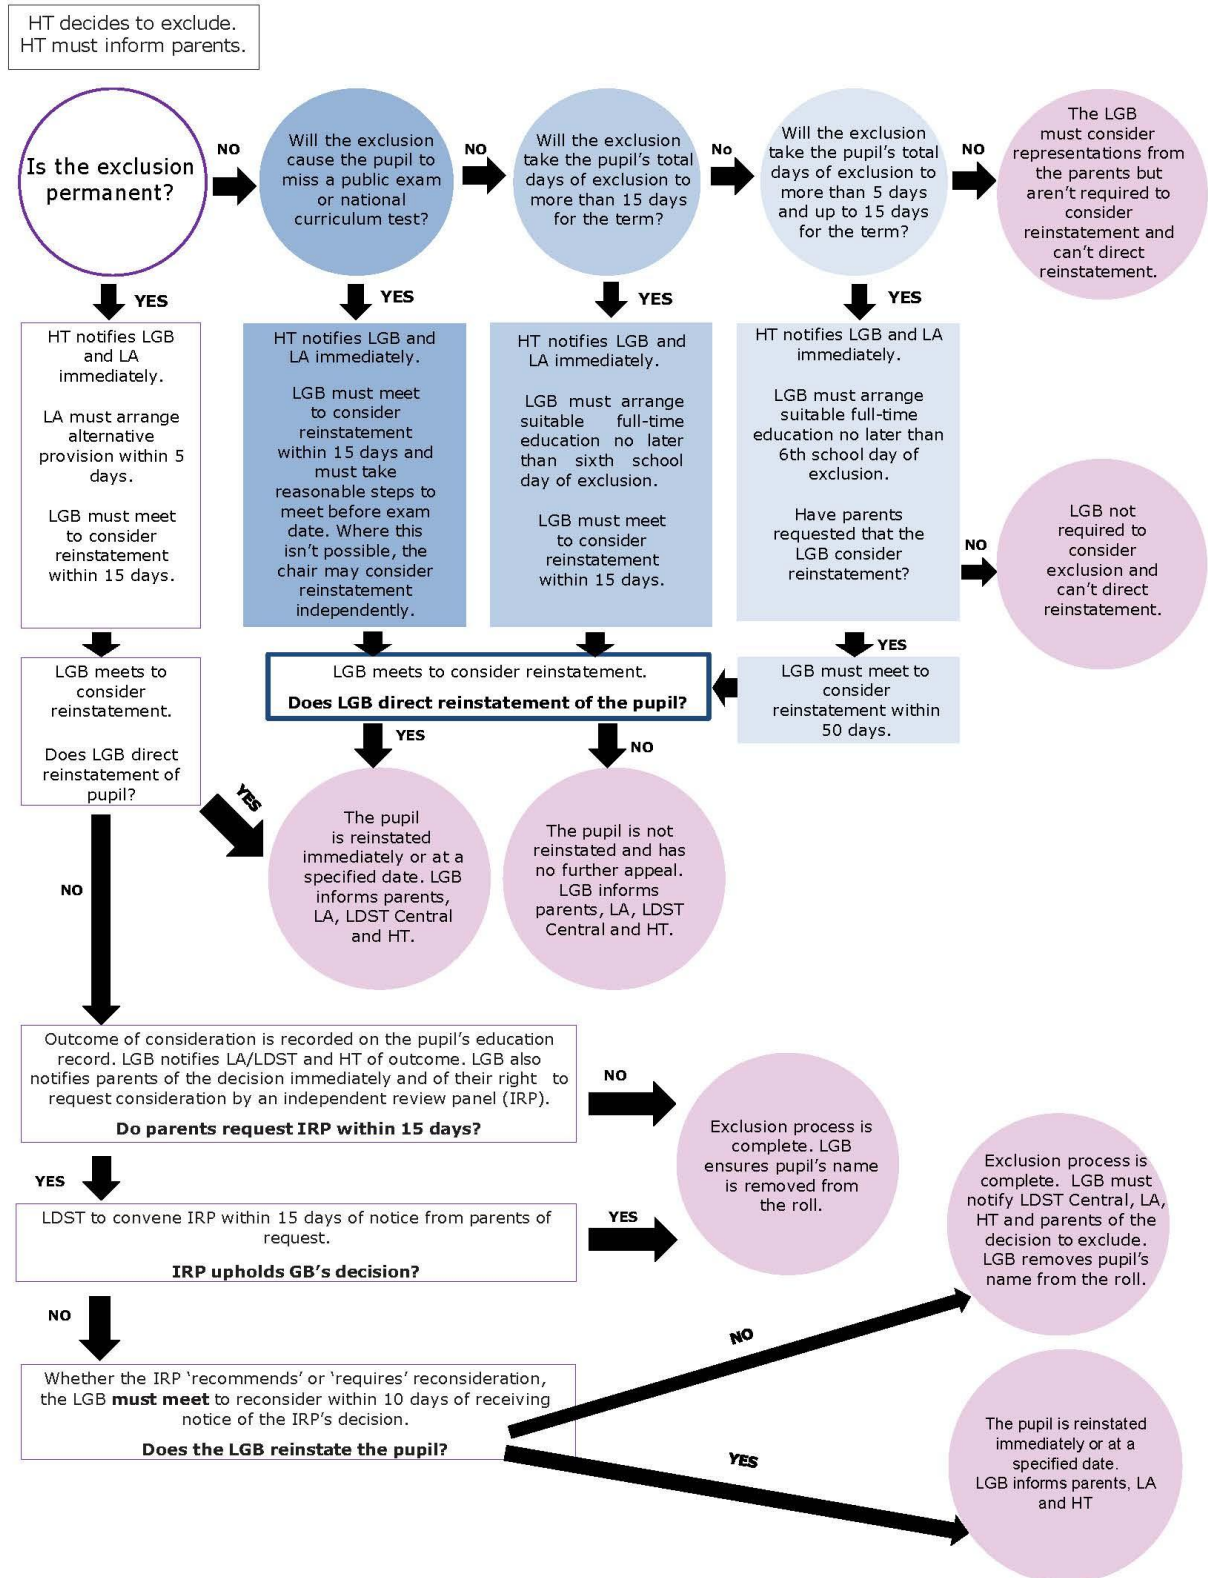 HT decides to exclude.
HT must inform parents.
Is the exclusion
permanent?
NO
Will the exclusion
cause the pupil to
miss a public exam
or national
curriculum test?
NO
Will the exclusion
take the pupil’s total
days of exclusion to
more than 15 days
for the term?
No
Will the exclusion
take the pupil’s total
days of exclusion to
more than 5 days
and up to 15 days
for the term?
NO
The LGB
must consider
representations from
the parents but
aren’t required to
consider
reinstatement and
can’t direct
reinstatement.
YES
YES
YES
YES
HT notifies LGB
and LA
immediately.
LA must arrange
alternative
provision within 5
days.
LGB must meet
to consider
reinstatement
within 15 days.
HT notifies LGB and
LA immediately.
LGB must meet
to consider
reinstatement
within 15 days and
must take
reasonable steps to
meet before exam
date. Where this
isn’t possible, the
chair may consider
reinstatement
independently.
HT notifies LGB and
LA immediately.
LGB must arrange
suitable full-time
education no later
than sixth school
day of exclusion.
LGB must meet
to consider
reinstatement
within 15 days.
HT notifies LGB and LA
immediately.
LGB must arrange
suitable full-time
education no later than
6th school day of
exclusion.
Have parents
requested that the
LGB consider
reinstatement?
NO
LGB not
required to
consider
exclusion and
can’t direct
reinstatement.
YES
LGB meets to
consider
reinstatement.
Does LGB direct
reinstatement of
pupil?
LGB meets to consider reinstatement.
Does LGB direct reinstatement of the pupil?
LGB must meet to
consider
reinstatement within
50 days.
YES
NO
YES
The pupil
is reinstated
immediately or at a
specified date. LGB
informs parents,
LA, LDST Central
and HT.
The pupil is not
reinstated and has
no further appeal.
LGB informs
parents, LA, LDST
Central and HT.
NO
Outcome of consideration is recorded on the pupil’s education
record. LGB notifies LA/LDST and HT of outcome. LGB also
notifies parents of the decision immediately and of their right to
request consideration by an independent review panel (IRP).
Do parents request IRP within 15 days?
NO
Exclusion process is
complete. LGB
ensures pupil’s name
is removed from
the roll.
YES
LDST to convene IRP within 15 days of notice from parents of
request.
IRP upholds GB’s decision?
YES
Exclusion process is
complete. LGB must
notify LDST Central, LA,
HT and parents of the
decision to exclude.
LGB removes pupil’s
name from the roll.
NO
NO
Whether the IRP ‘recommends’ or ‘requires’ reconsideration,
the LGB must meet to reconsider within 10 days of receiving
notice of the IRP’s decision.
Does the LGB reinstate the pupil?
YES
The pupil is reinstated
immediately or at a
specified date.
LGB informs parents, LA
and HT